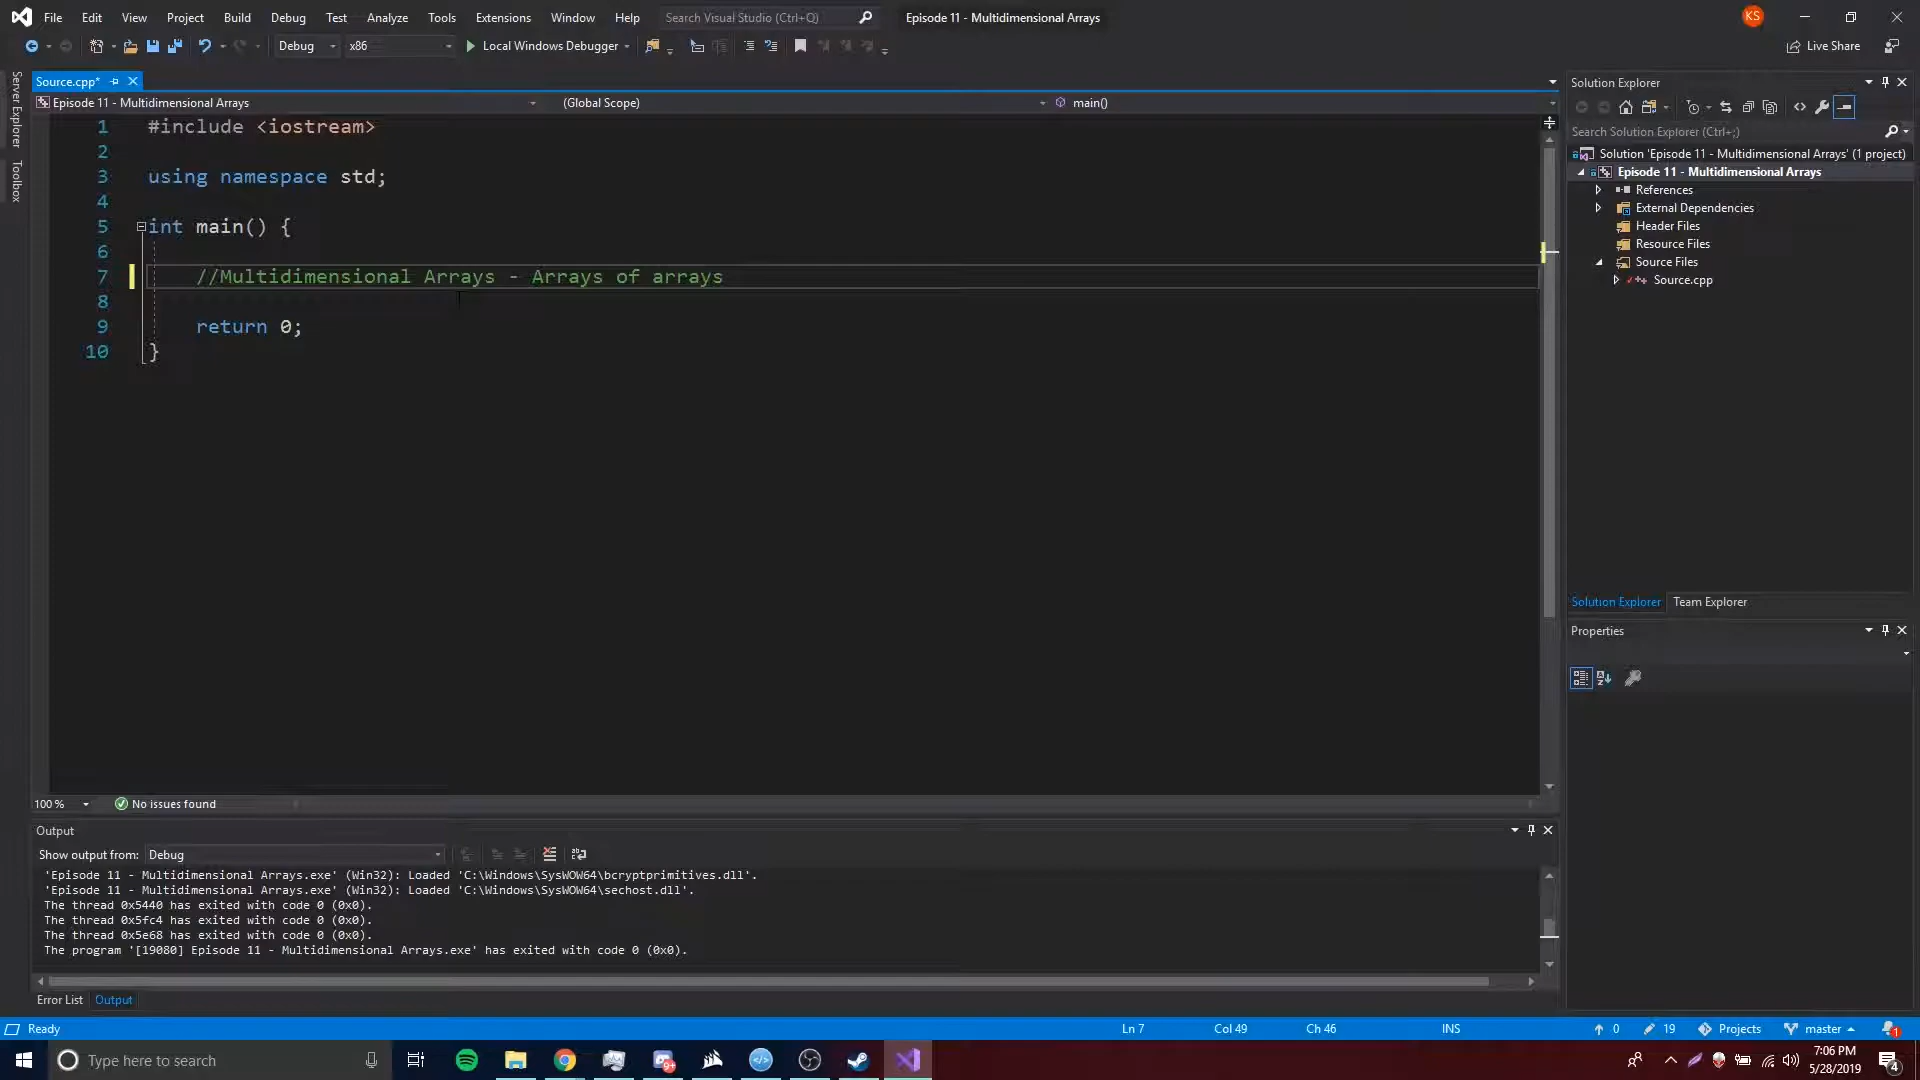 File Edit View Project Build Debug Test Analyze Tools Extensions Window Help Search Visual Studio (Ctrl+Q) Episode 11 - Multidimensional Arrays KS
Debug x86 Local Windows Debugger Live Share
Server Explorer
Toolbox
Source.cpp*
Episode 11 - Multidimensional Arrays (Global Scope) main()
1 #include <iostream>
2
3 using namespace std;
4
5 int main() {
6
7 //Multidimensional Arrays - Arrays of arrays
8
9 return 0;
10 }
100 % No issues found
Output
Show output from: Debug
'Episode 11 - Multidimensional Arrays.exe' (Win32): Loaded 'C:\Windows\SysWOW64\bcryptprimitives.dll'.
'Episode 11 - Multidimensional Arrays.exe' (Win32): Loaded 'C:\Windows\SysWOW64\sechost.dll'.
The thread 0x5440 has exited with code 0 (0x0).
The thread 0x5fc4 has exited with code 0 (0x0).
The thread 0x5e68 has exited with code 0 (0x0).
The program '[19080] Episode 11 - Multidimensional Arrays.exe' has exited with code 0 (0x0).
Error List Output
Solution Explorer
Search Solution Explorer (Ctrl+;)
Solution 'Episode 11 - Multidimensional Arrays' (1 project)
Episode 11 - Multidimensional Arrays
References
External Dependencies
Header Files
Resource Files
Source Files
Source.cpp
Solution Explorer Team Explorer
Properties
Ready Ln 7 Col 49 Ch 46 INS 0 19 Projects master 1
Type here to search
7:06 PM
5/28/2019
4